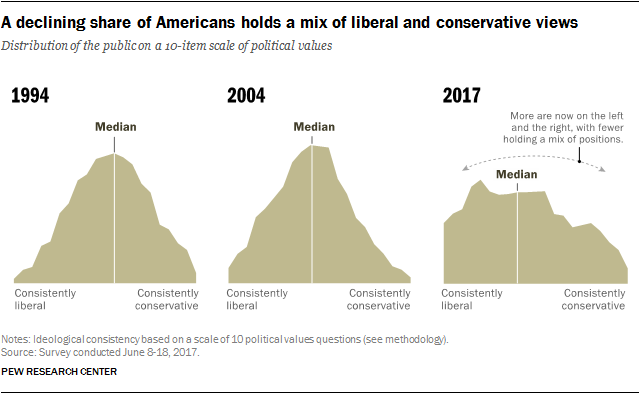 A declining share of Americans holds a mix of liberal and conservative views
Distribution of the public on a 10-item scale of political values
1994
Median
Consistently
liberal
Consistently
conservative
2004
Median
Consistently
liberal
Consistently
conservative
2017
More are now on the left
and the right, with fewer
holding a mix of positions.
Median
Consistently
liberal
Consistently
conservative
Notes: Ideological consistency based on a scale of 10 political values questions (see methodology).
Source: Survey conducted June 8-18, 2017.
PEW RESEARCH CENTER